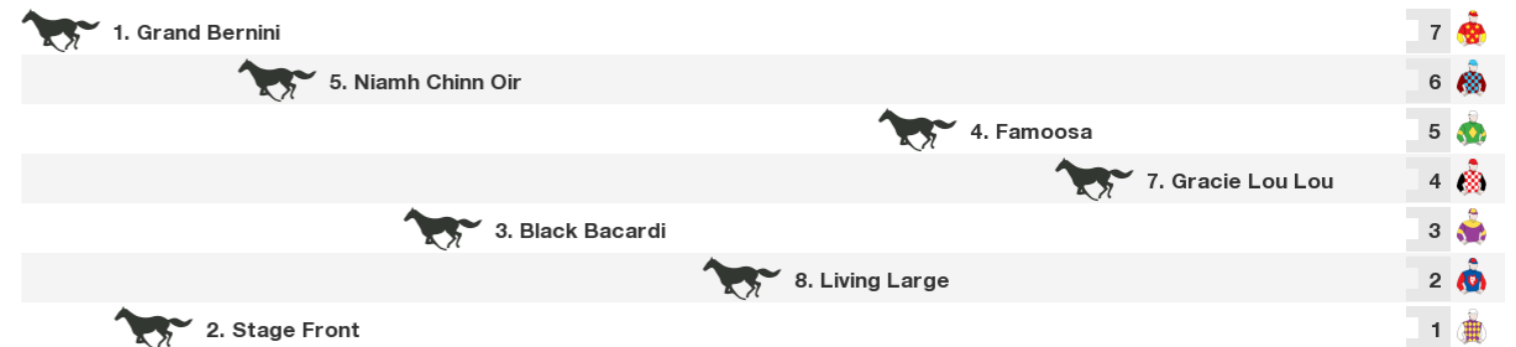 1. Grand Bernini 7
5. Niamh Chinn Oir 6
4. Famoosa 5
7. Gracie Lou Lou 4
3. Black Bacardi 3
8. Living Large 2
2. Stage Front 1